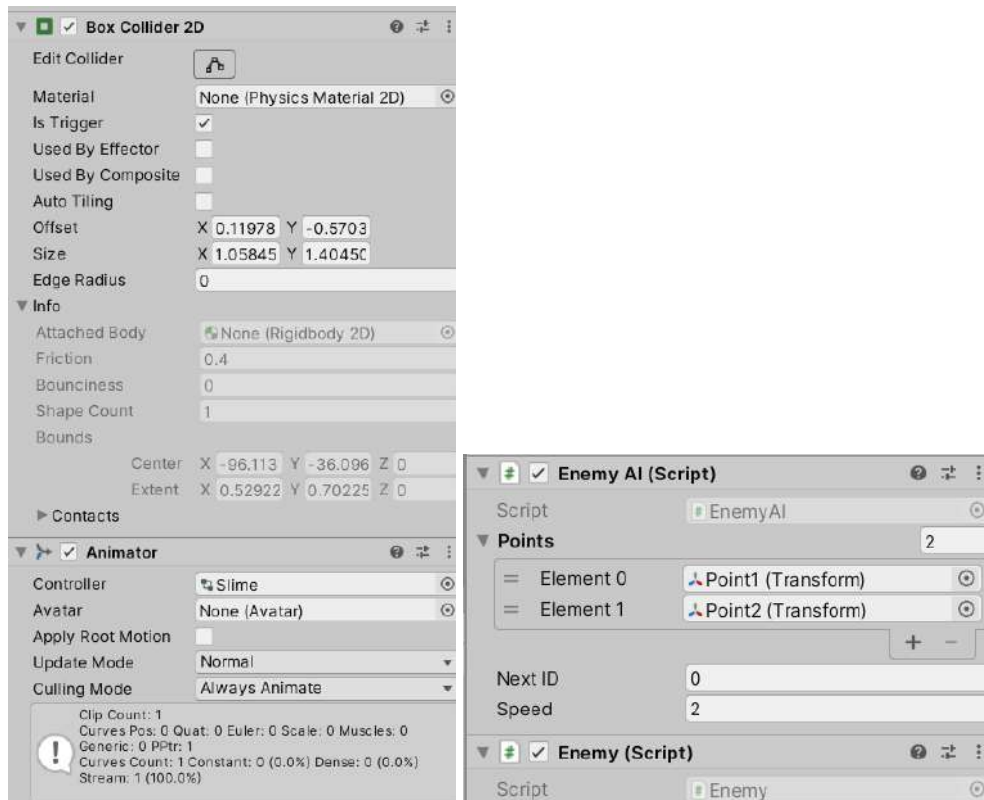 Box Collider 2D
Edit Collider
Material None (Physics Material 2D)
Is Trigger
Used By Effector
Used By Composite
Auto Tiling
Offset X 0.11978 Y -0.5703
Size X 1.05845 Y 1.40450
Edge Radius 0
Info
Attached Body None (Rigidbody 2D)
Friction 0.4
Bounciness 0
Shape Count 1
Bounds
Center X -96.113 Y -36.096 Z 0
Extent X 0.52922 Y 0.70225 Z 0
Contacts
Animator
Controller Slime
Avatar None (Avatar)
Apply Root Motion
Update Mode Normal
Culling Mode Always Animate
Clip Count: 1
Curves Pos: 0 Quat: 0 Euler: 0 Scale: 0 Muscles: 0
Generic: 0 PPtr: 1
Curves Count: 1 Constant: 0 (0.0%) Dense: 0 (0.0%)
Stream: 1 (100.0%)
Enemy AI (Script)
Script EnemyAI
Points 2
Element 0 Point1 (Transform)
Element 1 Point2 (Transform)
Next ID 0
Speed 2
Enemy (Script)
Script Enemy